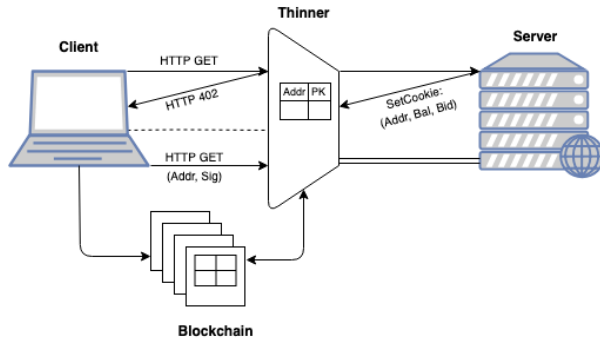 Thinner
Client
Server
HTTP GET
HTTP 402
Addr PK
SetCookie:
(Addr, Bal, Bid)
HTTP GET
(Addr, Sig)
Blockchain